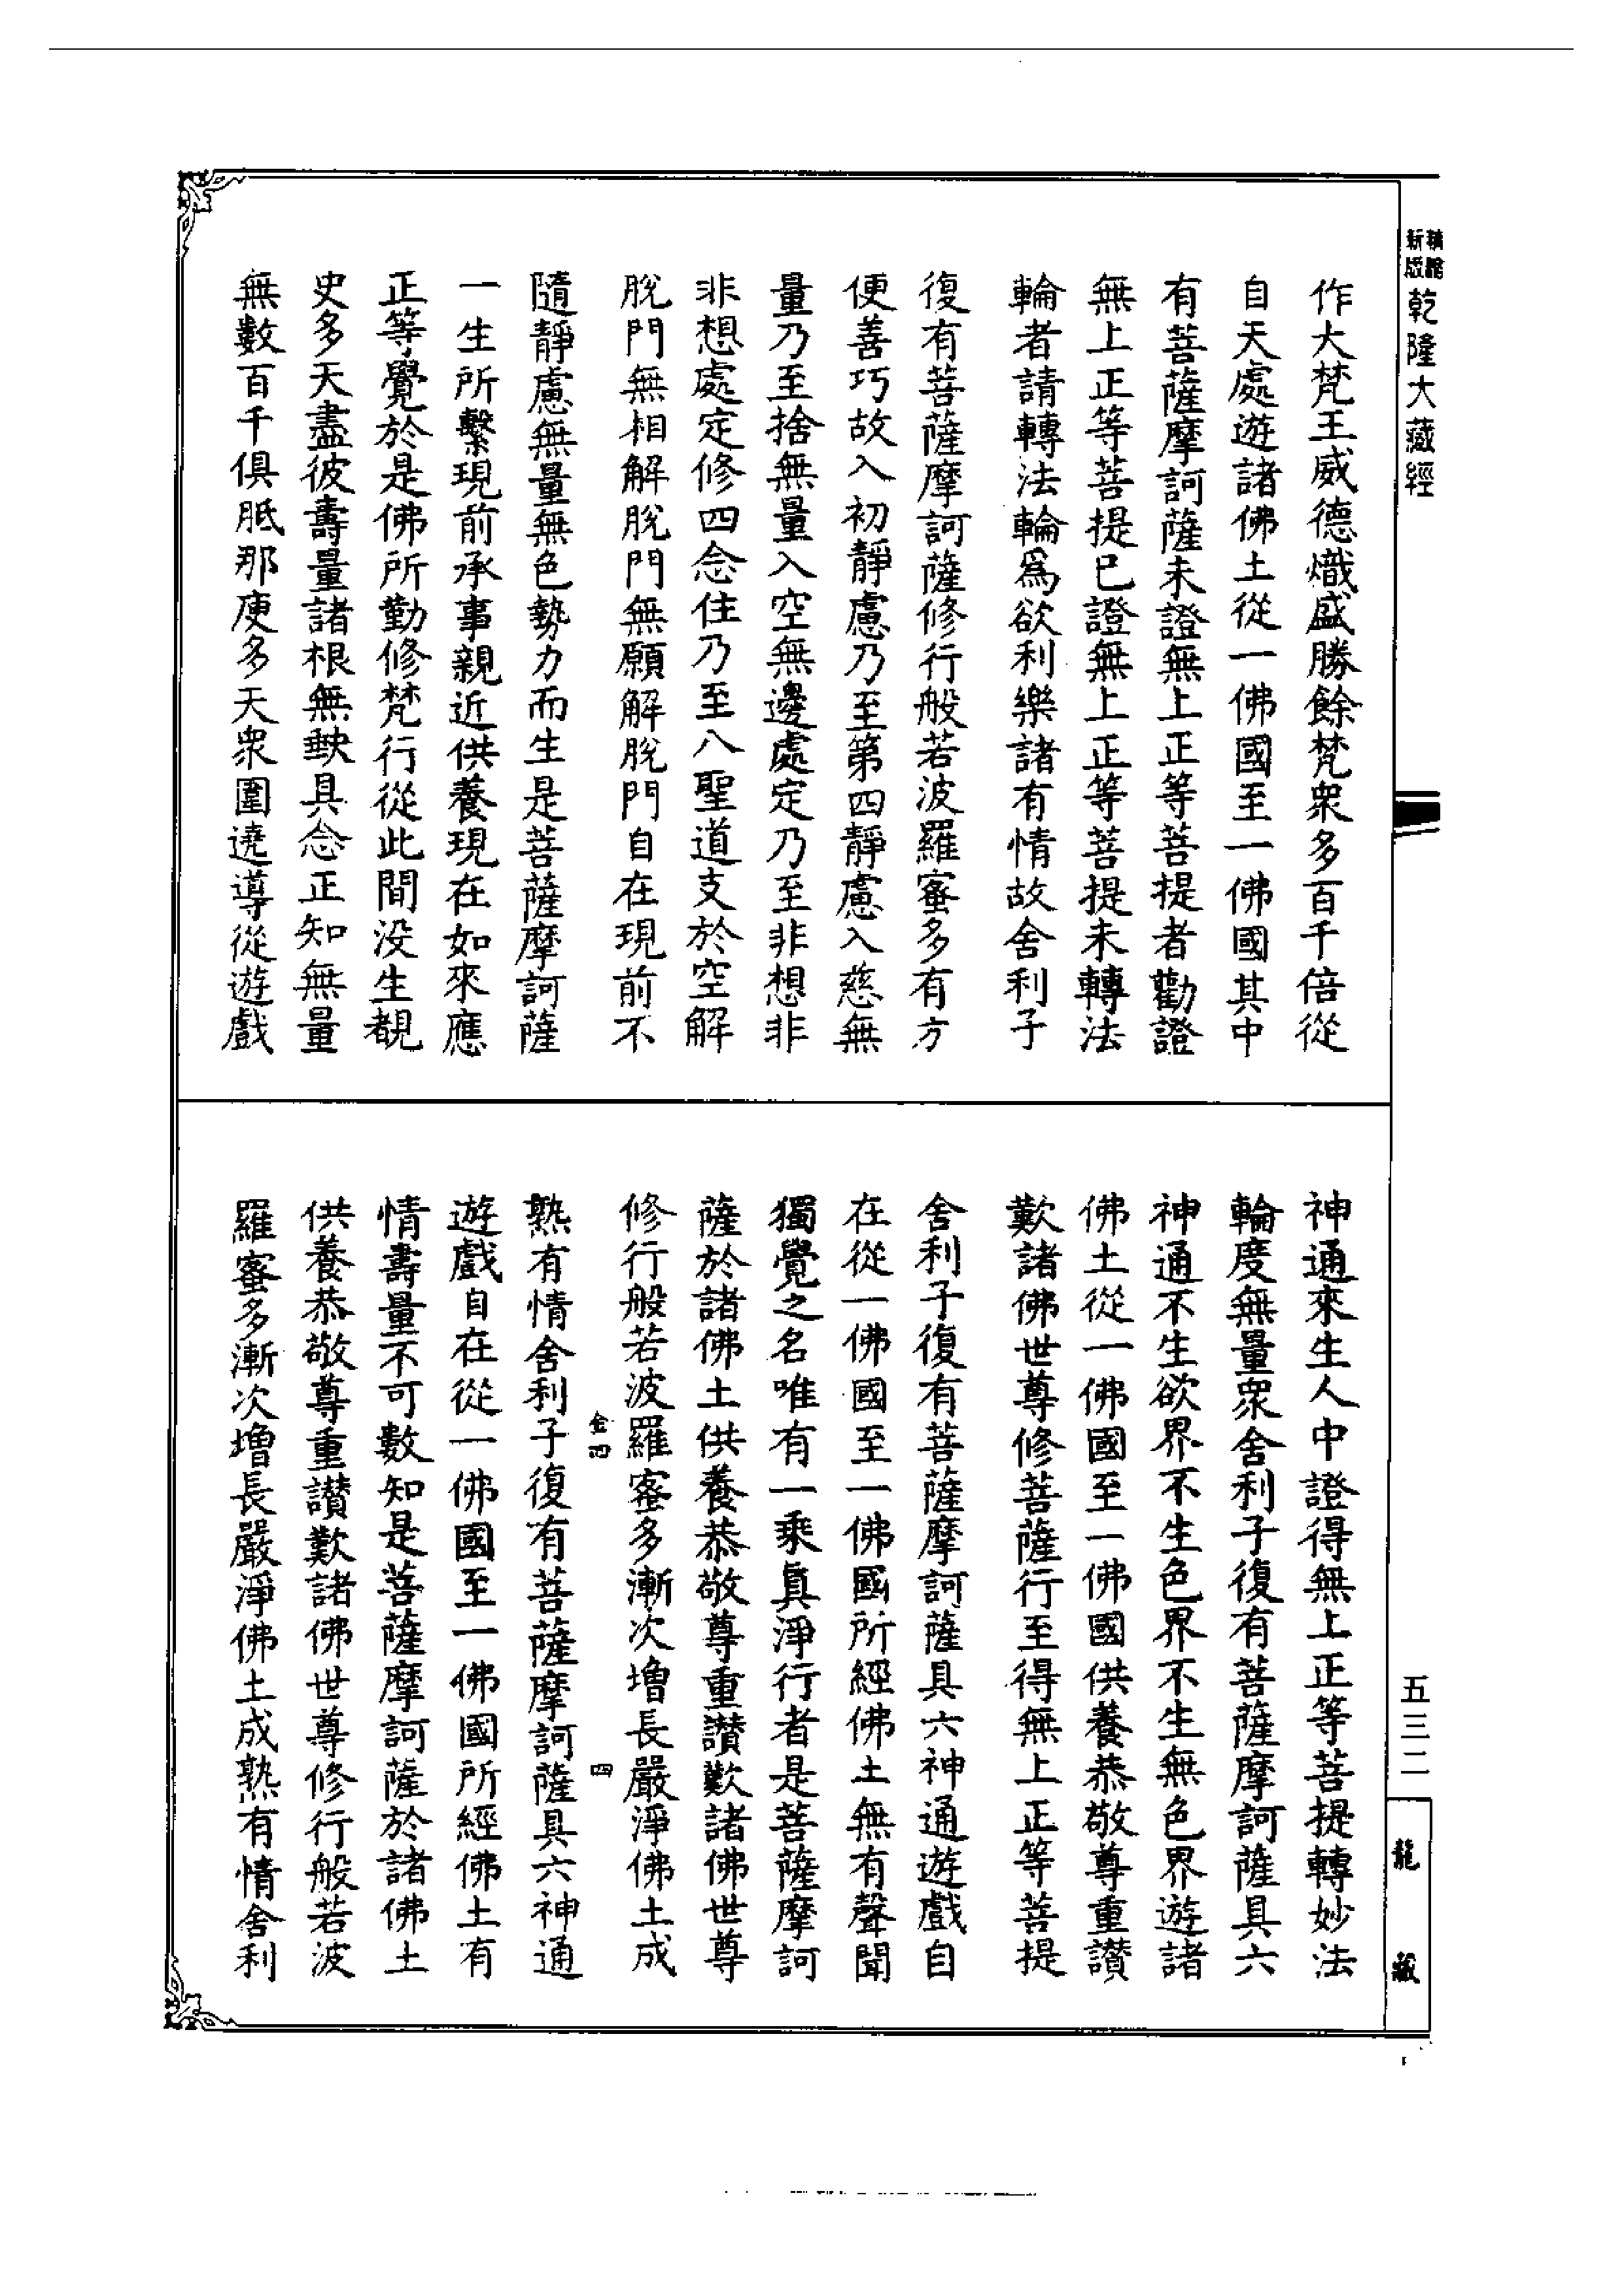 新版
精縮
乾隆大藏經
作大梵王威德熾盛勝餘梵衆多百千倍從
自天處遊諸佛土從一佛國至一佛國其中
有菩薩摩訶薩未證無上正等菩提者勸證
無上正等菩提已證無上正等菩提未轉法
輪者請轉法輪爲欲利樂諸有情故舍利子
復有菩薩摩訶薩修行般若波羅蜜多有方
便善巧故入初靜慮乃至第四靜慮入慈無
量乃至捨無量入空無邊處定乃至非想非
非想處定修四念住乃至八聖道支於空解
脫門無相解脫門無願解脫門自在現前不
隨靜慮無量無色勢力而生是菩薩摩訶薩
一生所繫現前承事親近供養現在如來應
正等覺於是佛所勤修梵行從此間没生覩
史多天盡彼壽量諸根無缺具念正知無量
無數百千俱胝那庾多天衆圍遶導從遊戲
神通來生人中證得無上正等菩提轉妙法
輪度無量衆舍利子復有菩薩摩訶薩具六
神通不生欲界不生色界不生無色界遊諸
佛土從一佛國至一佛國供養恭敬尊重讃
歎諸佛世尊修菩薩行至得無上正等菩提
舍利子復有菩薩摩訶薩具六神通遊戲自
在從一佛國至一佛國所經佛土無有聲聞
獨覺之名唯有一乘眞淨行者是菩薩摩訶
薩於諸佛土供養恭敬尊重讃歎諸佛世尊
修行般若波羅蜜多漸次增長嚴淨佛土成
四
熟有情舍利子復有菩薩摩訶薩具六神通
遊戲自在從一佛國至一佛國所經佛土有
情壽量不可數知是菩薩摩訶薩於諸佛土
供養恭敬尊重讃歎諸佛世尊修行般若波
羅蜜多漸次增長嚴淨佛土成熟有情舍利
五三二
龍藏